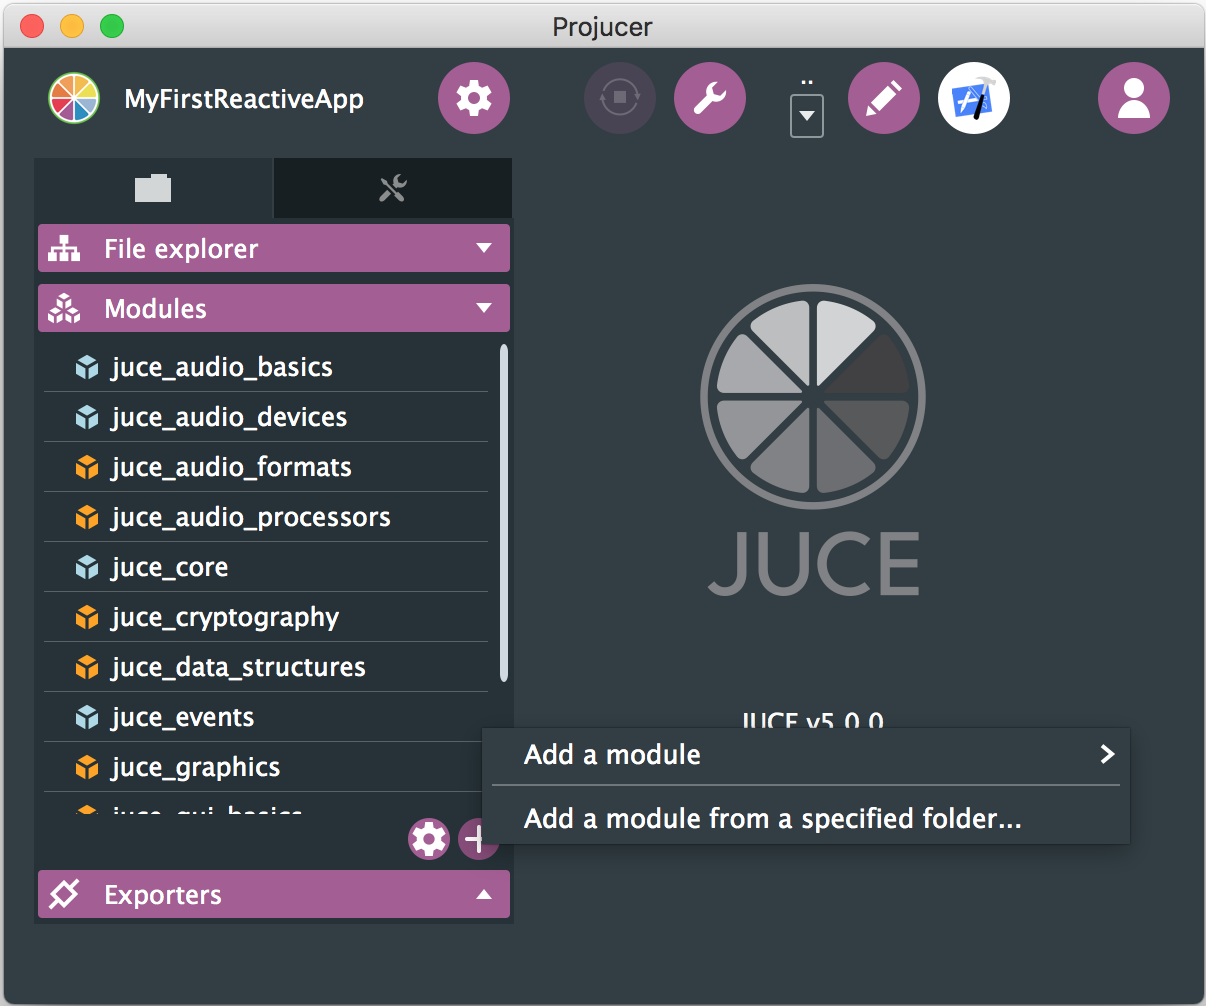 Projucer
MyFirstReactiveApp
..
File explorer
Modules
juce_audio_basics
juce_audio_devices
juce_audio_formats
juce_audio_processors
juce_core
juce_cryptography
juce_data_structures
juce_events
juce_graphics
juce_gui_basics
Exporters
JUCE
JUCE v5.0.0
Add a module
Add a module from a specified folder...